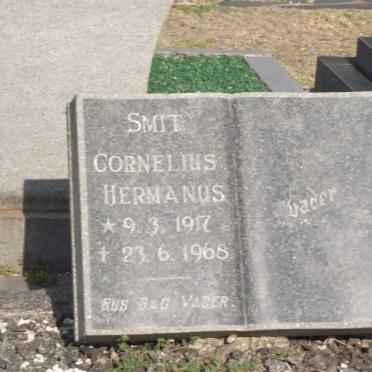 SMIT
CORNELIUS
HERMANUS
* 9. 3. 1917
† 23. 6. 1968
RUS SAG VADER
Vader